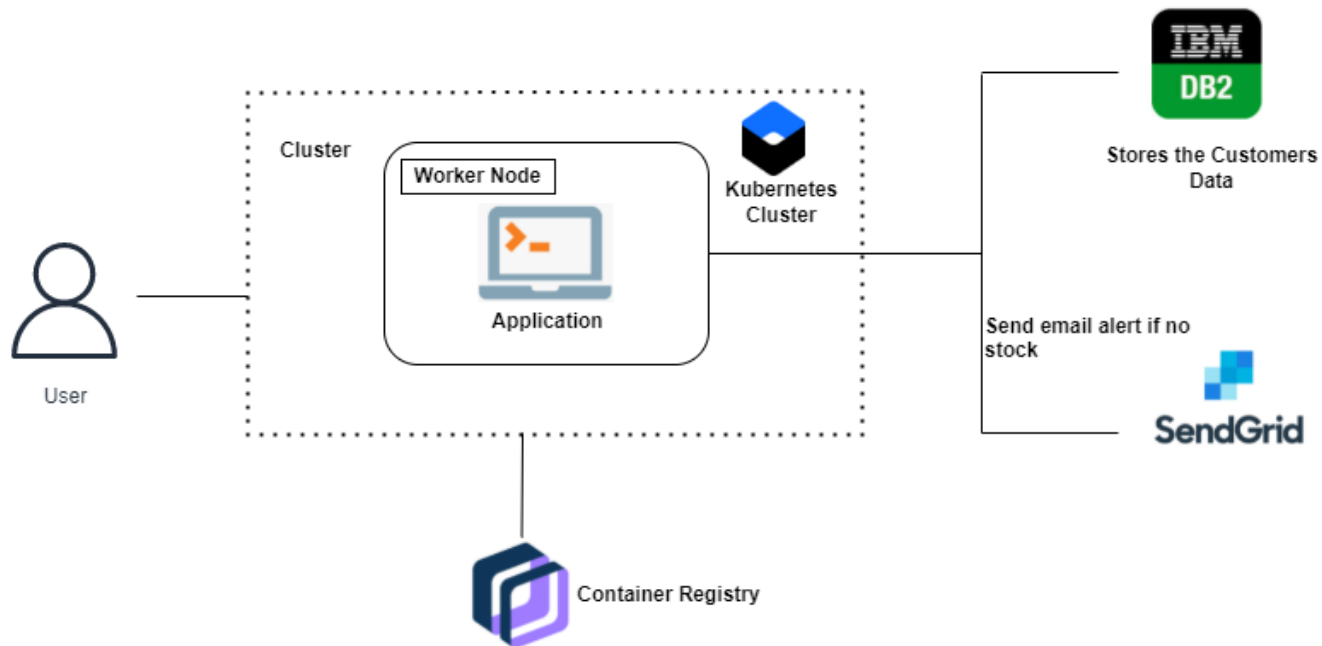 IBM
DB2
Stores the Customers
Data
Cluster
Worker Node
Kubernetes
Cluster
Application
User
Send email alert if no
stock
SendGrid
Container Registry